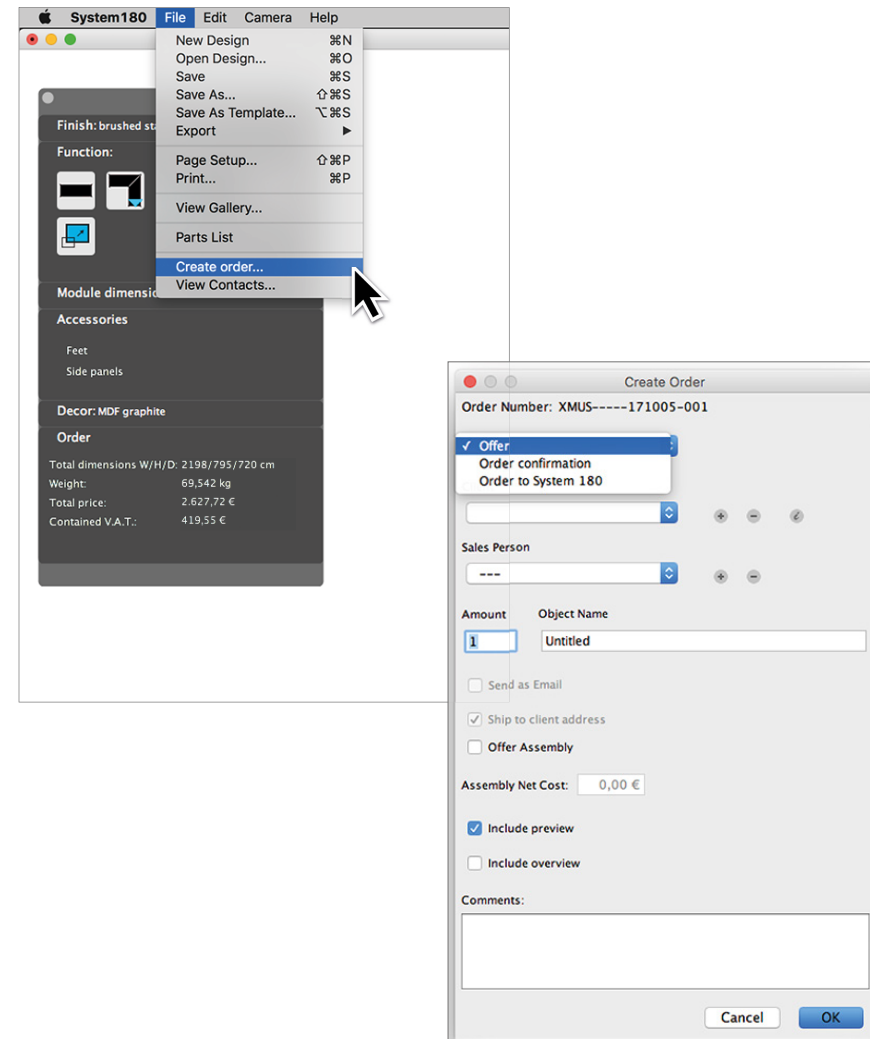 System180 File Edit Camera Help
New Design ⌘N
Open Design... ⌘O
Save ⌘S
Save As... ⇧⌘S
Save As Template... ⌥⌘S
Export ▶
Page Setup... ⇧⌘P
Print... ⌘P
View Gallery...
Parts List
Create order...
View Contacts...
Finish: brushed
Function:
Module
Accessories
Feet
Side panels
Decor: MDF graphite
Order
Total dimensions W/H/D: 2198/795/720 cm
Weight: 69,542 kg
Total price: 2.627,72 €
Contained V.A.T.: 419,55 €
Create Order
Order Number: XMUS-----171005-001
✓ Offer
Order confirmation
Order to System 180
Sales Person
---
Amount Object Name
1 Untitled
Send as Email
Ship to client address
Offer Assembly
Assembly Net Cost: 0,00 €
Include preview
Include overview
Comments:
Cancel OK